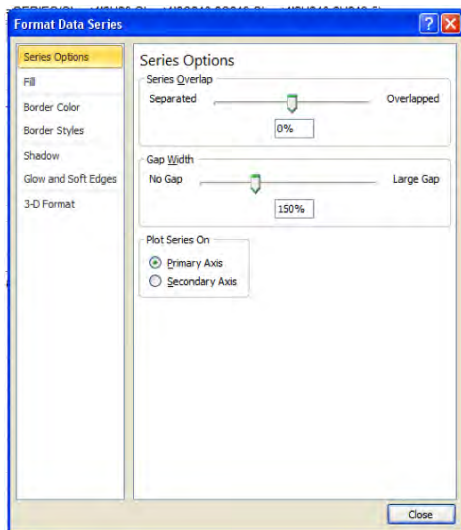 Format Data Series
Series Options
Fill
Border Color
Border Styles
Shadow
Glow and Soft Edges
3-D Format
Series Options
Series Overlap
Separated Overlapped
0%
Gap Width
No Gap Large Gap
150%
Plot Series On
Primary Axis
Secondary Axis
Close